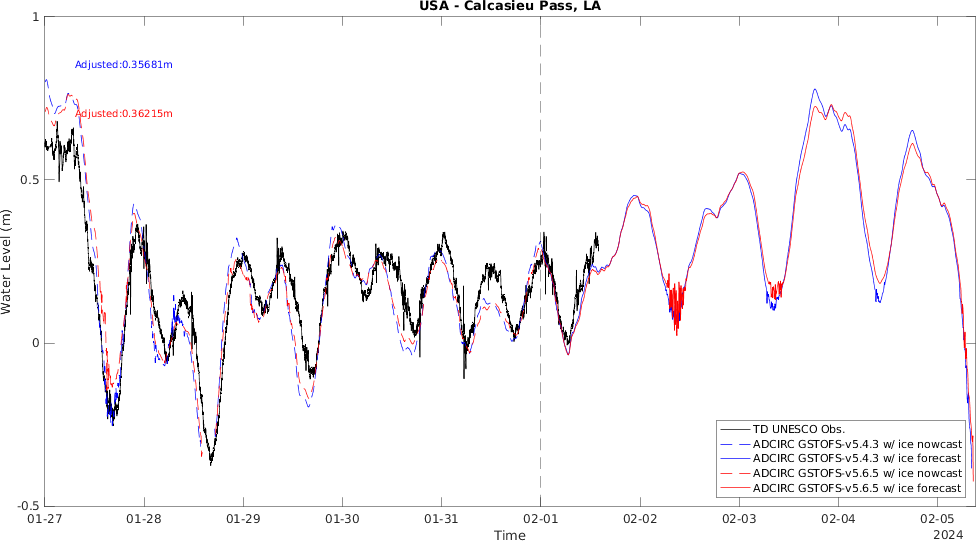 USA - Calcasieu Pass, LA
1
Adjusted:0.35681m
Adjusted:0.36215m
0.5
Water Level (m)
0
TD UNESCO Obs.
ADCIRC GSTOFS-v5.4.3 w/ ice nowcast
ADCIRC GSTOFS-v5.4.3 w/ ice forecast
ADCIRC GSTOFS-v5.6.5 w/ ice nowcast
ADCIRC GSTOFS-v5.6.5 w/ ice forecast
-0.5
01-27 01-28 01-29 01-30 01-31 02-01 02-02 02-03 02-04 02-05
Time 2024